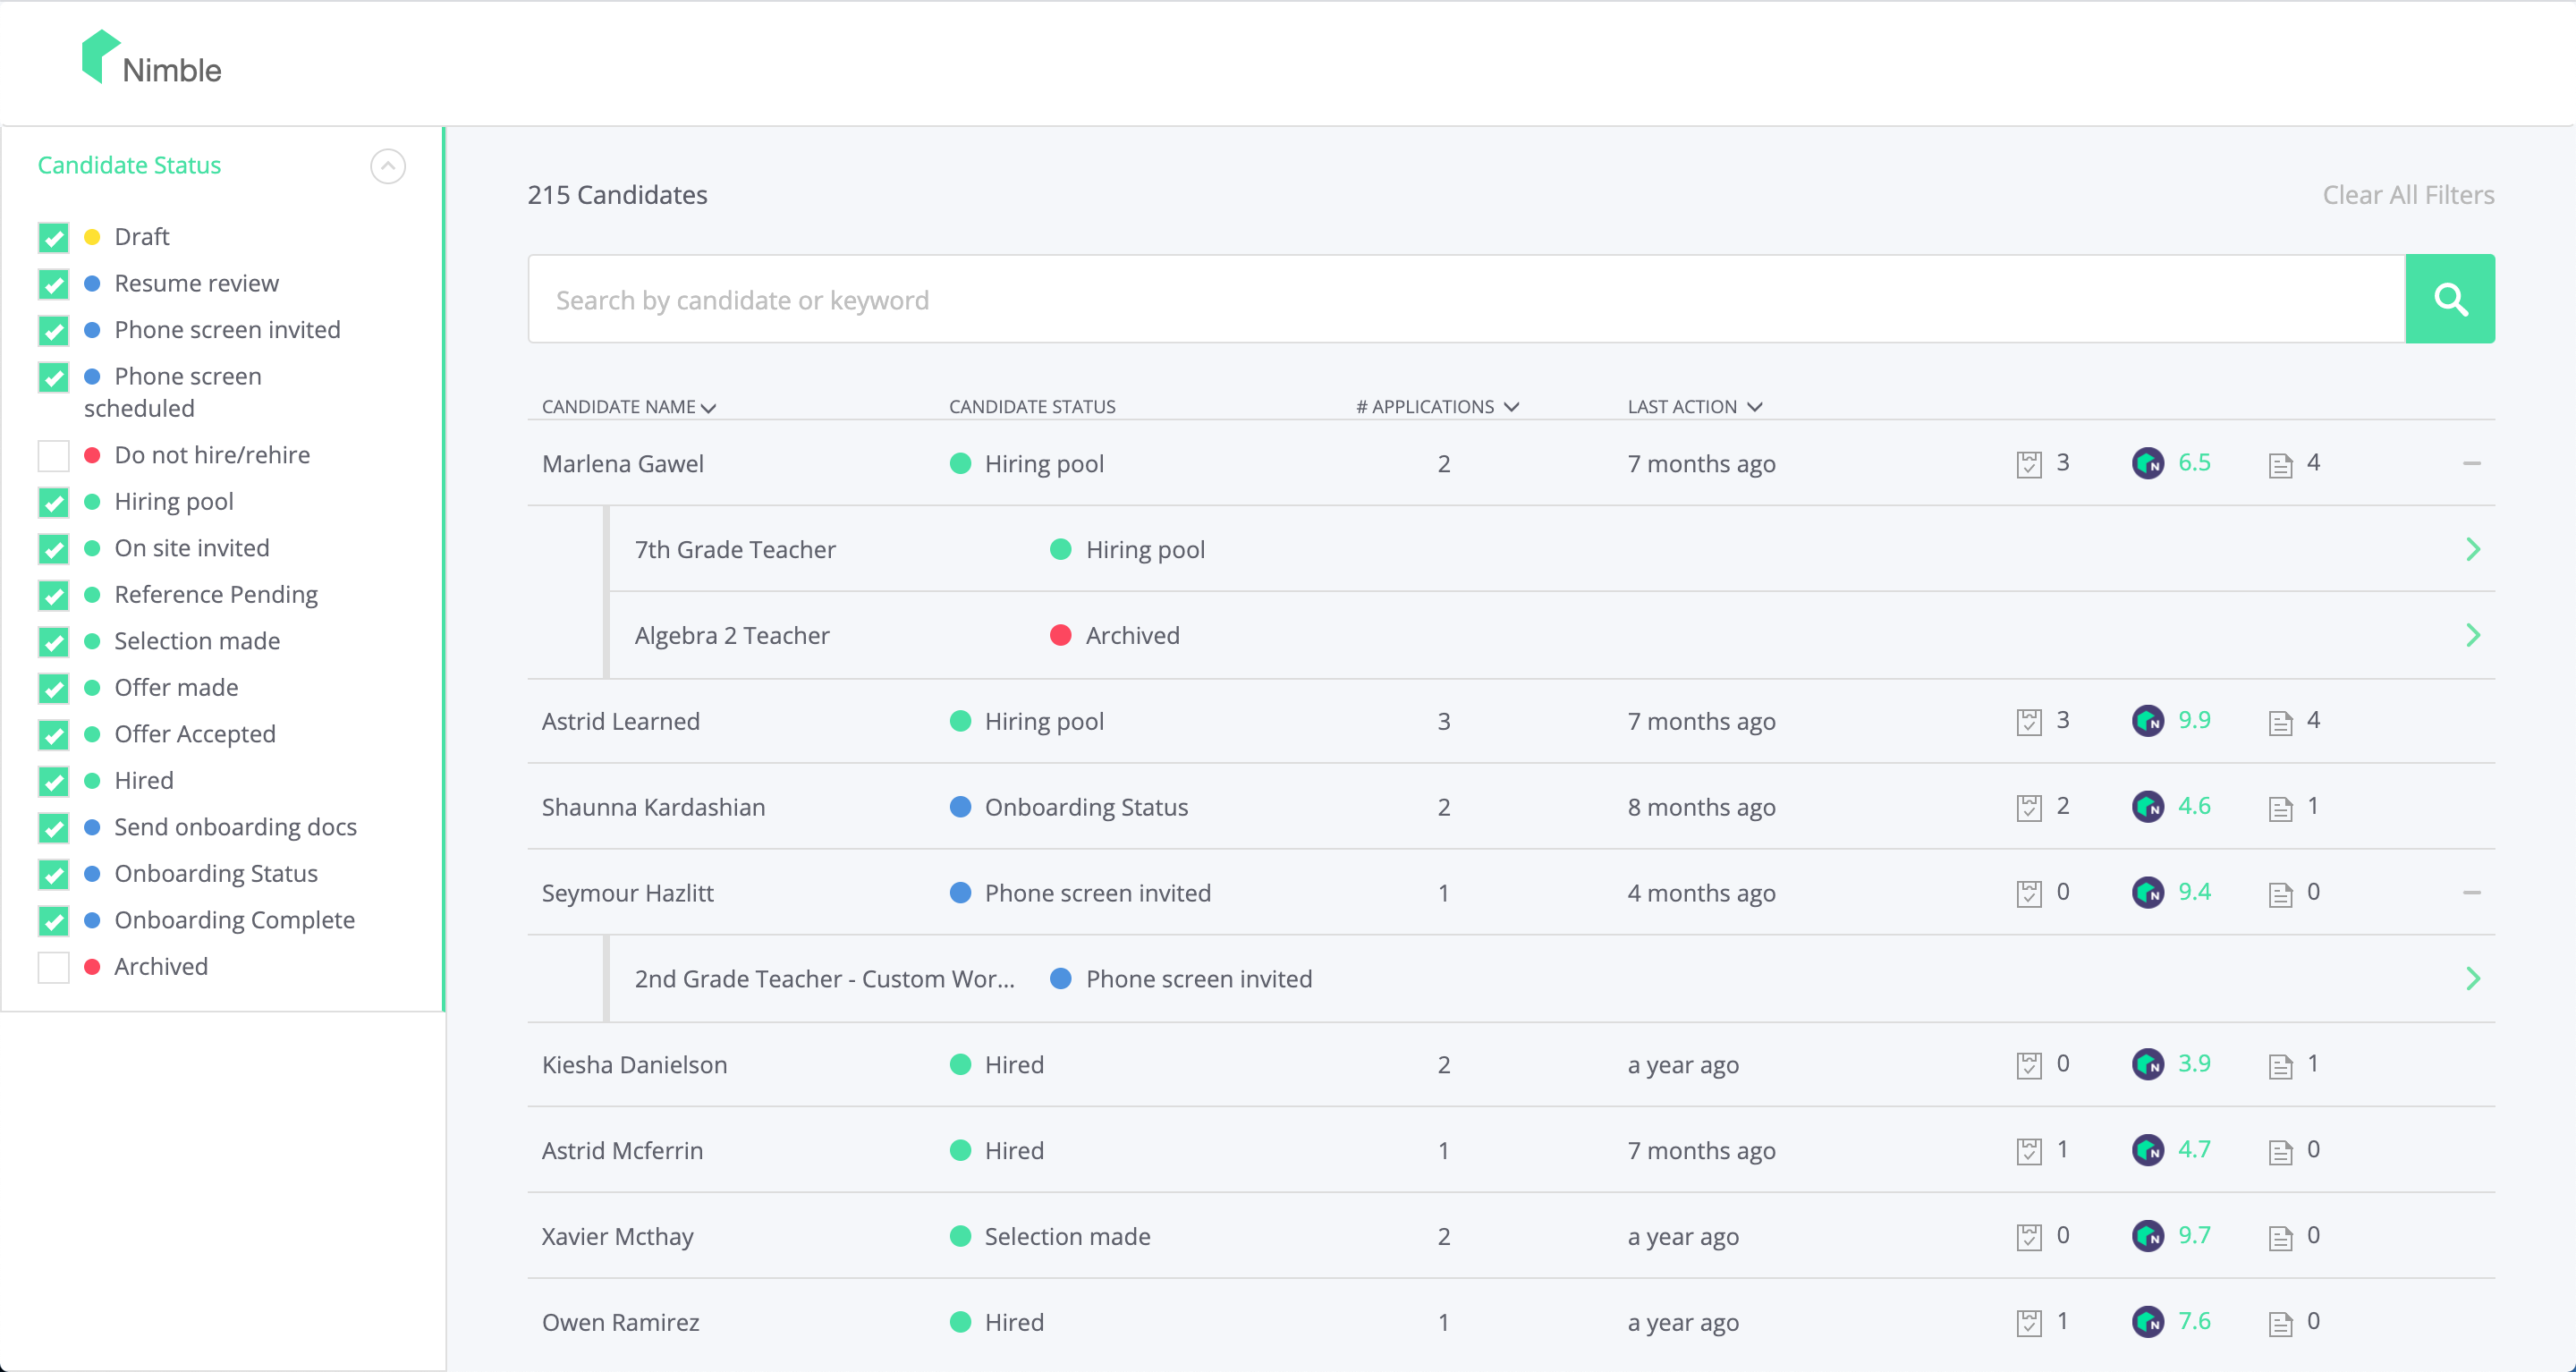 Nimble
Candidate Status
Draft
Resume review
Phone screen invited
Phone screen
scheduled
Do not hire/rehire
Hiring pool
On site invited
Reference Pending
Selection made
Offer made
Offer Accepted
Hired
Send onboarding docs
Onboarding Status
Onboarding Complete
Archived
215 Candidates Clear All Filters
Search by candidate or keyword
CANDIDATE NAME CANDIDATE STATUS # APPLICATIONS LAST ACTION
Marlena Gawel Hiring pool 2 7 months ago 3 N 6.5 4
7th Grade Teacher Hiring pool
Algebra 2 Teacher Archived
Astrid Learned Hiring pool 3 7 months ago 3 N 9.9 4
Shaunna Kardashian Onboarding Status 2 8 months ago 2 N 4.6 1
Seymour Hazlitt Phone screen invited 1 4 months ago 0 N 9.4 0
2nd Grade Teacher - Custom Wor... Phone screen invited
Kiesha Danielson Hired 2 a year ago 0 N 3.9 1
Astrid Mcferrin Hired 1 7 months ago 1 N 4.7 0
Xavier Mcthay Selection made 2 a year ago 0 N 9.7 0
Owen Ramirez Hired 1 a year ago 1 N 7.6 0